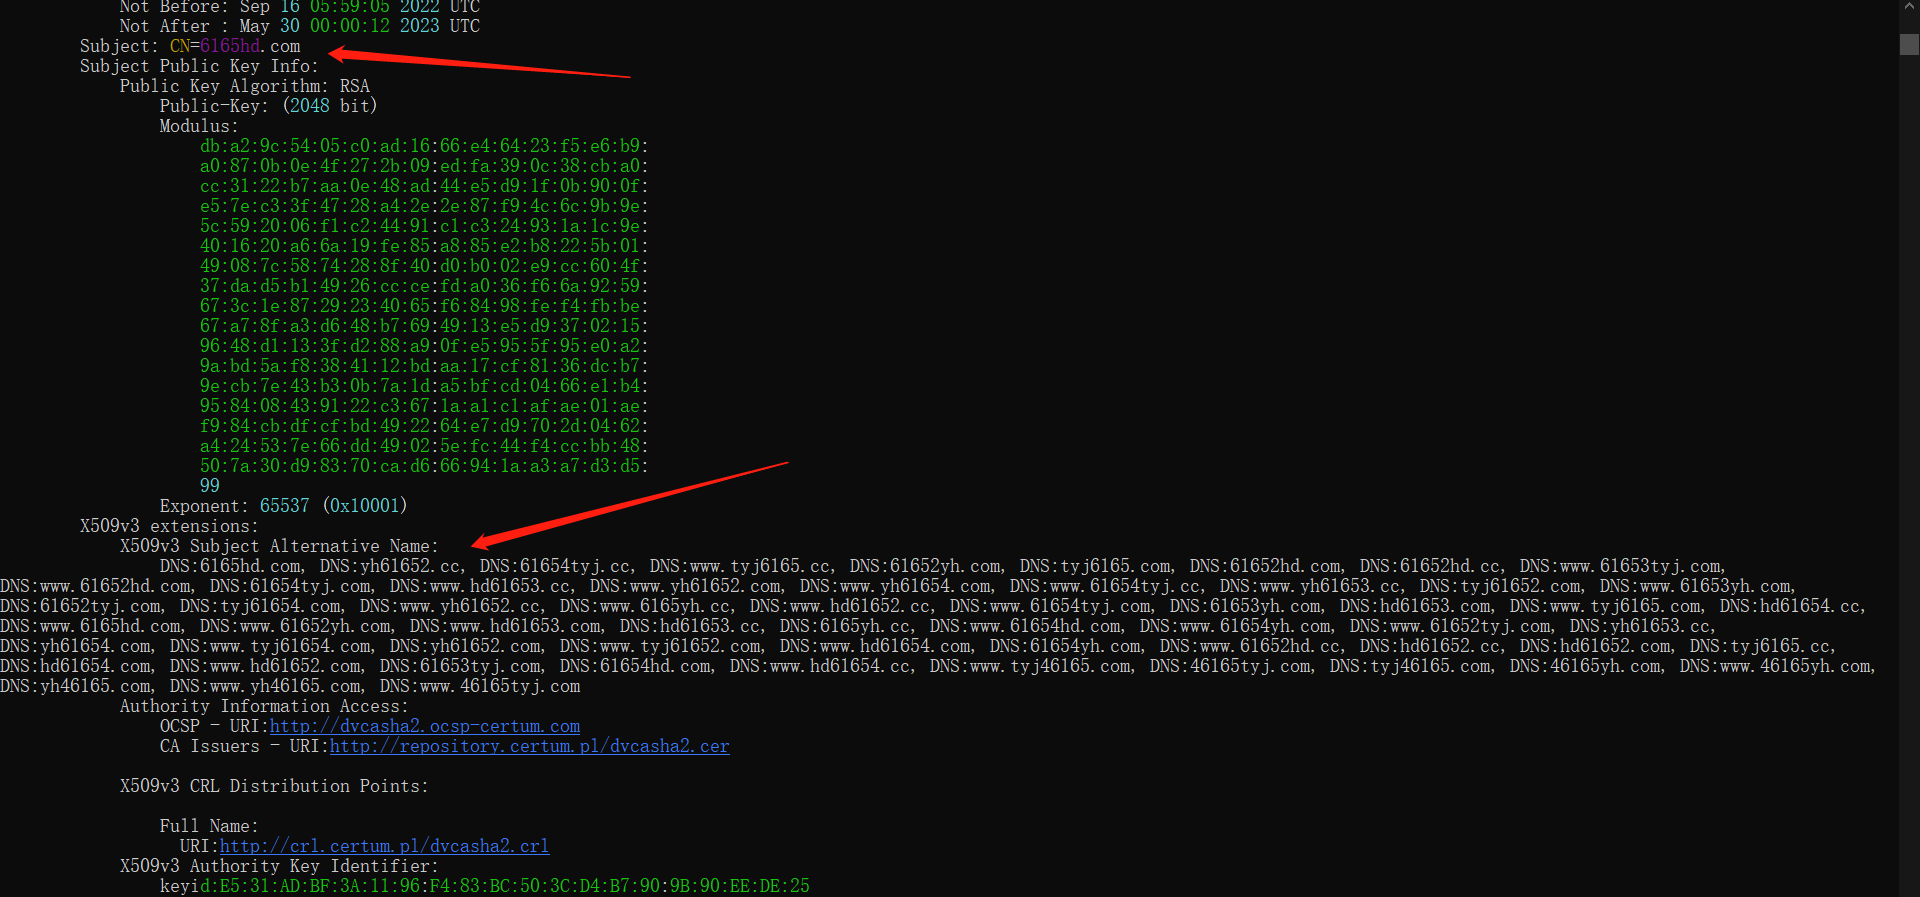 Not Before: Sep 16 05:59:05 2022 UTC
Not After : May 30 00:00:12 2023 UTC
Subject: CN=6165hd.com
Subject Public Key Info:
Public Key Algorithm: RSA
Public-Key: (2048 bit)
Modulus:
db:a2:9c:54:05:c0:ad:16:66:e4:64:23:f5:e6:b9:
a0:87:0b:0e:4f:27:2b:09:ed:fa:39:0c:38:cb:a0:
cc:31:22:b7:aa:0e:48:ad:44:e5:d9:1f:0b:90:0f:
e5:7e:c3:3f:47:28:a4:2e:2e:87:f9:4c:6c:9b:9e:
5c:59:20:06:f1:c2:44:91:c1:c3:24:93:1a:1c:9e:
40:16:20:a6:6a:19:fe:85:a8:85:e2:b8:22:5b:01:
49:08:7c:58:74:28:8f:40:d0:b0:02:e9:cc:60:4f:
37:da:d5:b1:49:26:cc:ce:fd:a0:36:f6:6a:92:59:
67:3c:1e:87:29:23:40:65:f6:84:98:fe:f4:fb:be:
67:a7:8f:a3:d6:48:b7:69:49:13:e5:d9:37:02:15:
96:48:d1:13:3f:d2:88:a9:0f:e5:95:5f:95:e0:a2:
9a:bd:5a:f8:38:41:12:bd:aa:17:cf:81:36:dc:b7:
9e:cb:7e:43:b3:0b:7a:1d:a5:bf:cd:04:66:e1:b4:
95:84:08:43:91:22:c3:67:1a:a1:c1:af:ae:01:ae:
f9:84:cb:df:cf:bd:49:22:64:e7:d9:70:2d:04:62:
a4:24:53:7e:66:dd:49:02:5e:fc:44:f4:cc:bb:48:
50:7a:30:d9:83:70:ca:d6:66:94:1a:a3:a7:d3:d5:
99
Exponent: 65537 (0x10001)
X509v3 extensions:
X509v3 Subject Alternative Name:
DNS:6165hd.com, DNS:yh61652.cc, DNS:61654tyj.cc, DNS:www.tyj6165.cc, DNS:61652yh.com, DNS:tyj6165.com, DNS:61652hd.com, DNS:61652hd.cc, DNS:www.61653tyj.com,
DNS:www.61652hd.com, DNS:61654tyj.com, DNS:www.hd61653.cc, DNS:www.yh61652.com, DNS:www.yh61654.com, DNS:www.61654tyj.cc, DNS:www.yh61653.cc, DNS:tyj61652.com, DNS:www.61653yh.com,
DNS:61652tyj.com, DNS:tyj61654.com, DNS:www.yh61652.cc, DNS:www.6165yh.cc, DNS:www.hd61652.cc, DNS:www.61654tyj.com, DNS:61653yh.com, DNS:hd61653.com, DNS:www.tyj6165.com, DNS:hd61654.cc,
DNS:www.6165hd.com, DNS:www.61652yh.com, DNS:www.hd61653.com, DNS:hd61653.cc, DNS:6165yh.cc, DNS:www.61654hd.com, DNS:www.61654yh.com, DNS:www.61652tyj.com, DNS:yh61653.cc,
DNS:yh61654.com, DNS:www.tyj61654.com, DNS:yh61652.com, DNS:www.tyj61652.com, DNS:www.hd61654.com, DNS:61654yh.com, DNS:www.61652hd.cc, DNS:hd61652.cc, DNS:hd61652.com, DNS:tyj6165.cc,
DNS:hd61654.com, DNS:www.hd61652.com, DNS:61653tyj.com, DNS:61654hd.com, DNS:www.hd61654.cc, DNS:www.tyj46165.com, DNS:46165tyj.com, DNS:tyj46165.com, DNS:46165yh.com, DNS:www.46165yh.com,
DNS:yh46165.com, DNS:www.yh46165.com, DNS:www.46165tyj.com
Authority Information Access:
OCSP - URI:http://dvcasha2.ocsp-certum.com
CA Issuers - URI:http://repository.certum.pl/dvcasha2.cer
X509v3 CRL Distribution Points:
Full Name:
URI:http://crl.certum.pl/dvcasha2.crl
X509v3 Authority Key Identifier:
keyid:E5:31:AD:BF:3A:11:96:F4:83:BC:50:3C:D4:B7:90:9B:90:EE:DE:25